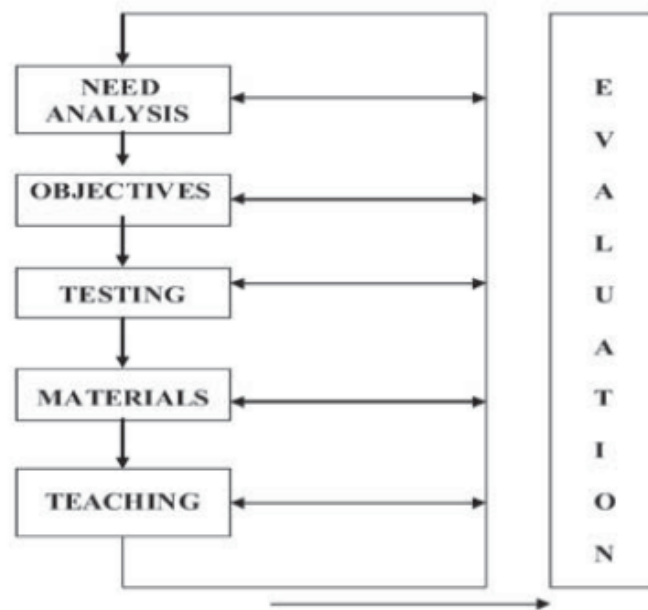 NEED
ANALYSIS
OBJECTIVES
TESTING
MATERIALS
TEACHING
E
V
A
L
U
A
T
I
O
N